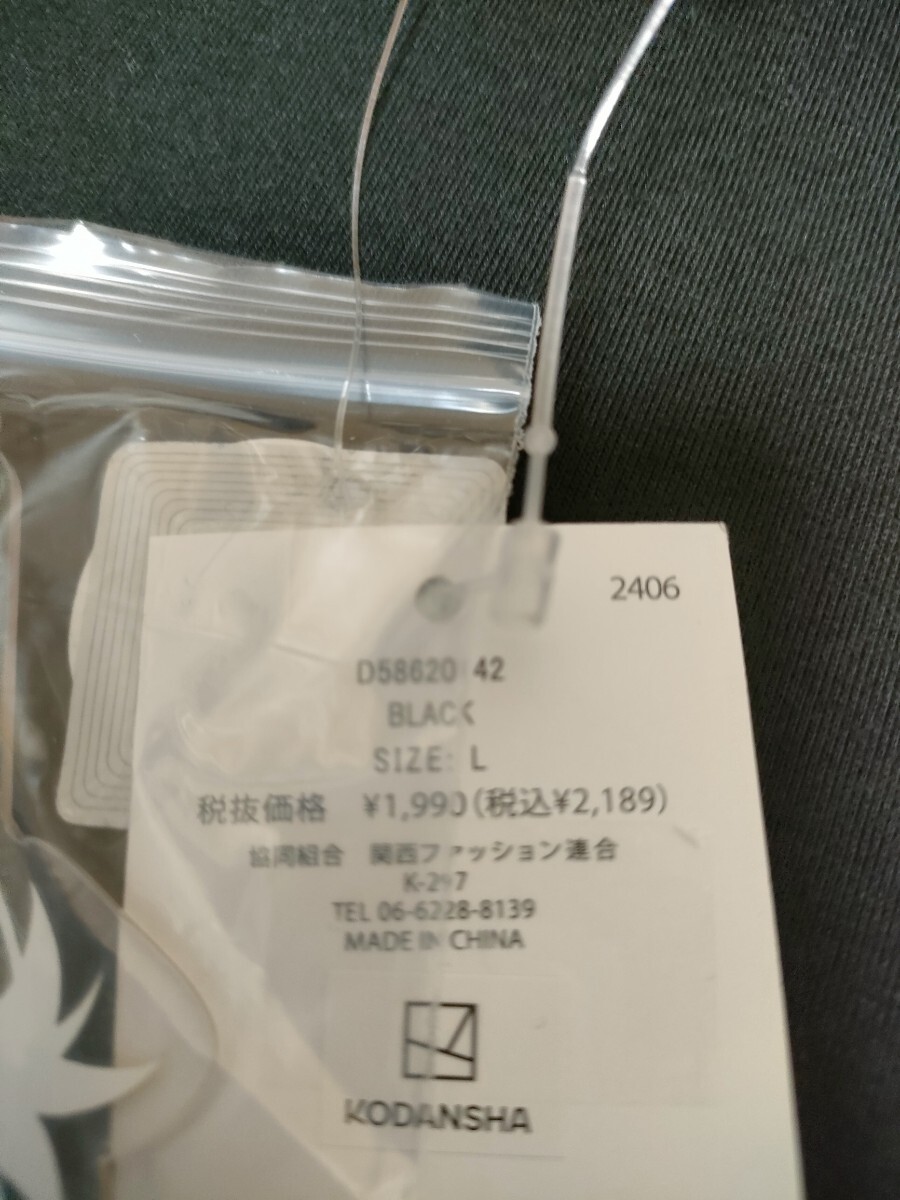 2406
D58620 42
BLACK
SIZE: L
税抜価格 ¥1,990(税込¥2,189)
協同組合 関西ファッション連合
K-297
TEL 06-6228-8139
MADE IN CHINA
KODANSHA